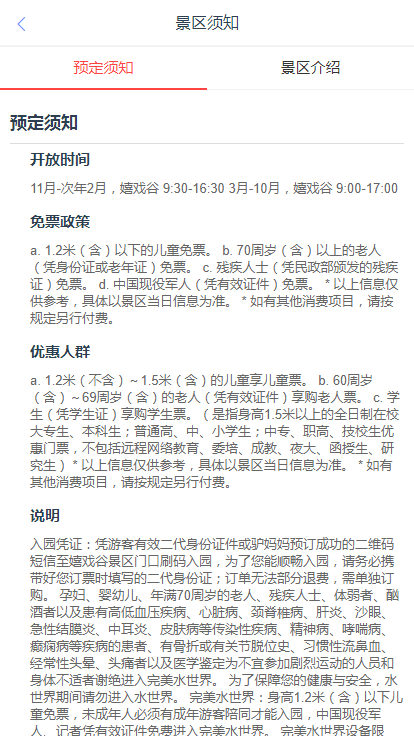 景区须知
预定须知
景区介绍
预定须知
开放时间
11月-次年2月，嬉戏谷 9:30-16:30 3月-10月，嬉戏谷 9:00-17:00
免票政策
a. 1.2米（含）以下的儿童免票。 b. 70周岁（含）以上的老人
（凭身份证或老年证）免票。 c. 残疾人士（凭民政部颁发的残疾
证）免票。 d. 中国现役军人（凭有效证件）免票。 * 以上信息仅
供参考，具体以景区当日信息为准。 * 如有其他消费项目，请按
规定另行付费。
优惠人群
a. 1.2米（不含）～1.5米（含）的儿童享儿童票。 b. 60周岁
（含）～69周岁（含）的老人（凭有效证件）享购老人票。 c. 学
生（凭学生证）享购学生票。（ 是指身高1.5米以上的全日制在校
大专生、本科生；普通高、中、小学生；中专、职高、技校生优
惠门票，不包括远程网络教育、委培、成教、夜大、函授生、研
究生 ） * 以上信息仅供参考，具体以景区当日信息为准。 * 如有
其他消费项目，请按规定另行付费。
说明
入园凭证：凭游客有效二代身份证件或驴妈妈预订成功的二维码
短信至嬉戏谷景区门口刷码入园，为了您能顺畅入园，请务必携
带好您订票时填写的二代身份证；订单无法部分退费，需单独订
购。 孕妇、婴幼儿、年满70周岁的老人、残疾人士、体弱者、酗
酒者以及患有高低血压疾病、心脏病、颈脊椎病、肝炎、沙眼、
急性结膜炎、中耳炎、皮肤病等传染性疾病、精神病、哮喘病、
癫痫病等疾病的患者、有骨折或有关节脱位史、习惯性流鼻血、
经常性头晕、头痛者以及医学鉴定为不宜参加剧烈运动的人员和
身体不适者谢绝进入完美水世界。 为了保障您的健康与安全，水
世界期间请勿进入水世界。 完美水世界：身高1.2米（含）以下儿
童免票，未成年人必须有成年游客陪同才能入园，中国现役军
人、记者凭有效证件免费进入完美水世界。 完美水世界设备限